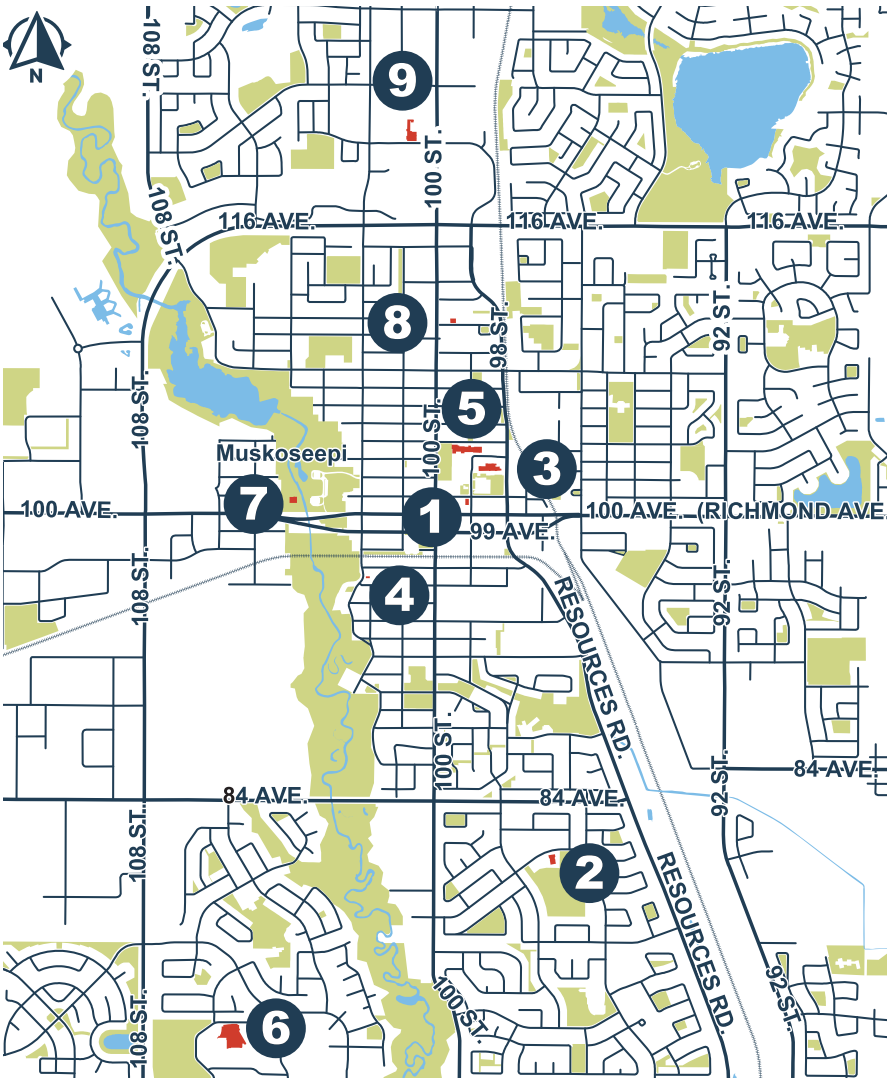 N
108 ST.
9
100 ST.
108 ST.
116 AVE.
116 AVE.
116 AVE.
8
98 ST.
92 ST.
108 ST.
5
100 ST.
Muskoseepi
3
7
1
100 AVE.
100 AVE.
(RICHMOND AVE
99 AVE.
108 ST.
4
92 ST.
RESOURCES RD.
100 ST.
92 ST.
84 AVE.
84 AVE.
84 AVE.
108 ST.
2
RESOURCES RD.
92 ST.
100 ST.
108 ST.
6